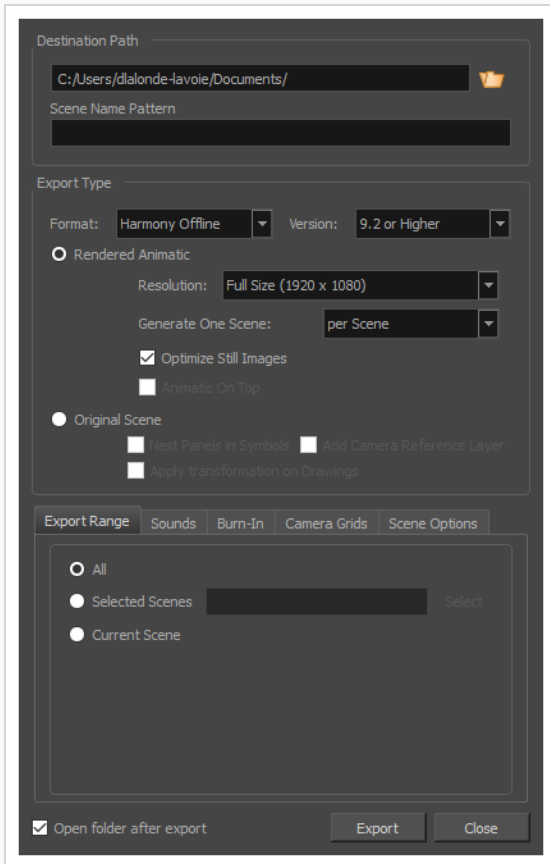 Destination Path
C:/Users/dlalonde-lavoie/Documents/
Scene Name Pattern
Export Type
Format: Harmony Offline Version: 9.2 or Higher
Rendered Animatic
Resolution: Full Size (1920 x 1080)
Generate One Scene: per Scene
Optimize Still Images
Animatic On Top
Original Scene
Nest Panels in Symbols Add Camera Reference Layer
Apply transformation on Drawings
Export Range Sounds Burn-In Camera Grids Scene Options
All
Selected Scenes Select
Current Scene
Open folder after export Export Close